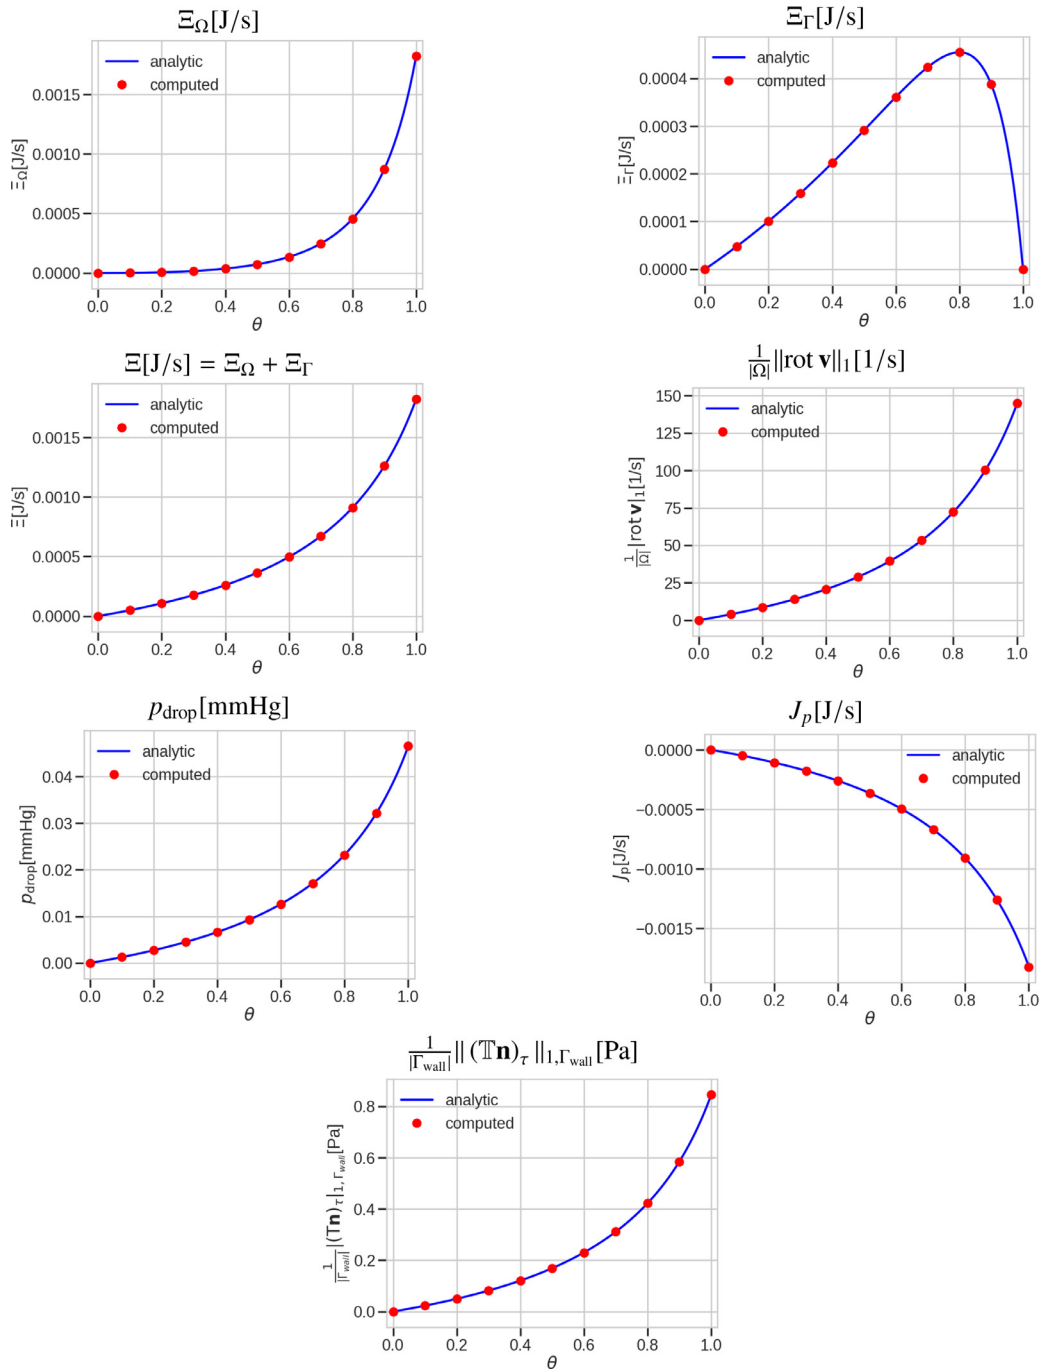 Ξ_Ω[J/s]
analytic
computed
0.0015
0.0010
0.0005
0.0000
Ξ_Ω[J/s]
0.0 0.2 0.4 0.6 0.8 1.0
θ
Ξ_Γ[J/s]
analytic
computed
0.0004
0.0003
0.0002
0.0001
0.0000
Ξ_Γ[J/s]
0.0 0.2 0.4 0.6 0.8 1.0
θ
Ξ[J/s] = Ξ_Ω + Ξ_Γ
analytic
computed
0.0015
0.0010
0.0005
0.0000
Ξ[J/s]
0.0 0.2 0.4 0.6 0.8 1.0
θ
1/|Ω| ||rot v||₁[1/s]
analytic
computed
150
125
100
75
50
25
0
1/|Ω| |rot v|₁[1/s]
0.0 0.2 0.4 0.6 0.8 1.0
θ
p_drop[mmHg]
analytic
computed
0.04
0.03
0.02
0.01
0.00
p_drop[mmHg]
0.0 0.2 0.4 0.6 0.8 1.0
θ
J_p[J/s]
analytic
computed
0.0000
−0.0005
−0.0010
−0.0015
J_p[J/s]
0.0 0.2 0.4 0.6 0.8 1.0
θ
1/|Γ_wall| || (𝕋n)_τ ||_1,Γ_wall[Pa]
analytic
computed
0.8
0.6
0.4
0.2
0.0
1/|Γ_wall| |(Tn)_τ|_1,Γ_wall[Pa]
0.0 0.2 0.4 0.6 0.8 1.0
θ